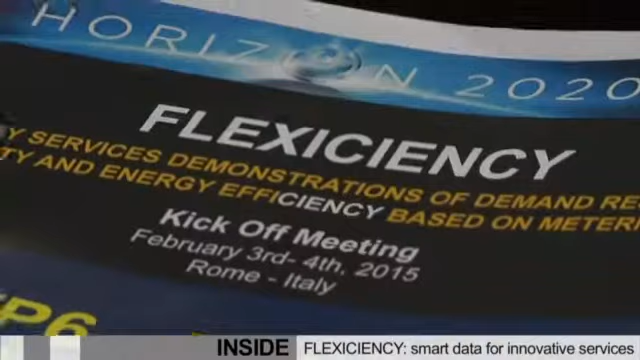 HORIZON 2020
FLEXICIENCY
Y SERVICES DEMONSTRATIONS OF DEMAND RE
TY AND ENERGY EFFICIENCY BASED ON METERI
Kick Off Meeting
February 3rd- 4th, 2015
Rome - Italy
P6
INSIDE FLEXICIENCY: smart data for innovative services